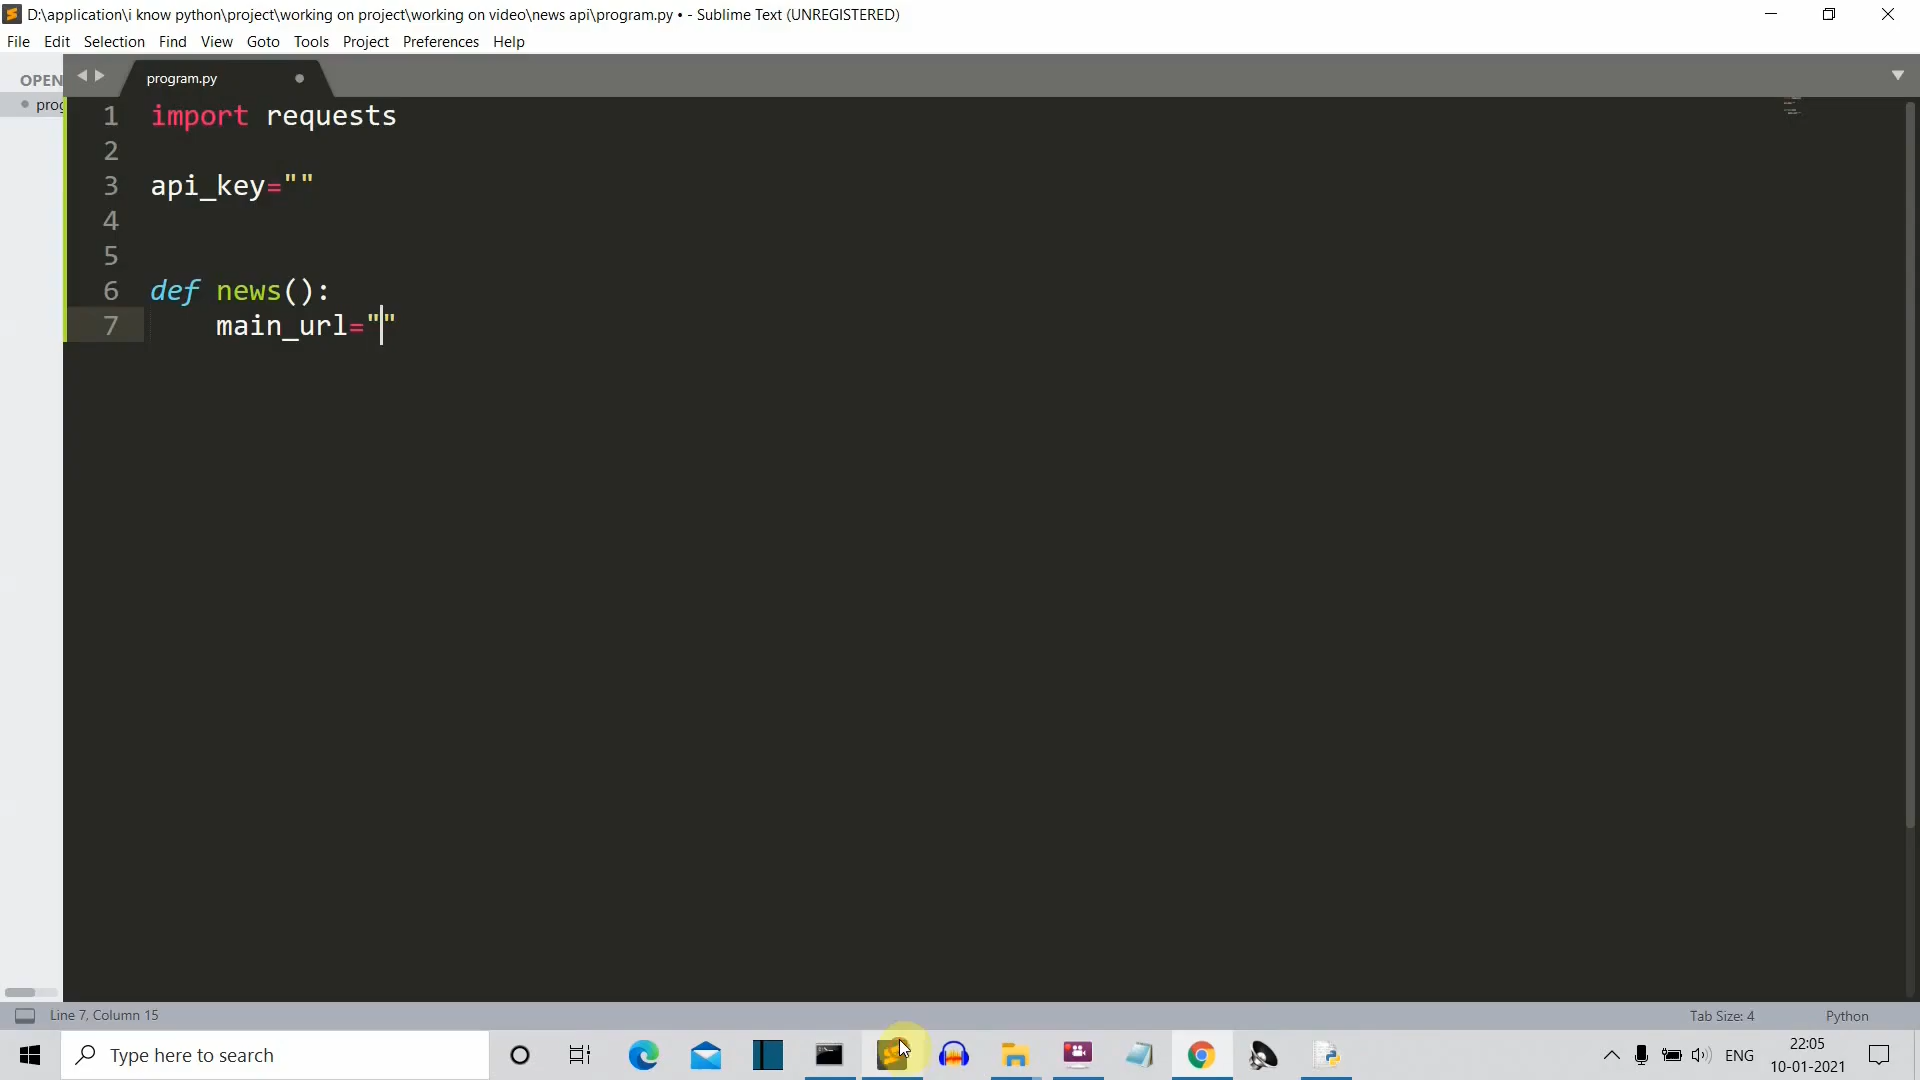 D:\application\i know python\project\working on project\working on video\news api\program.py • - Sublime Text (UNREGISTERED)
File Edit Selection Find View Goto Tools Project Preferences Help
OPEN
program.py
prog
1 import requests
2
3 api_key=""
4
5
6 def news():
7 main_url=""
Line 7, Column 15
Tab Size: 4
Python
Type here to search
ENG
22:05
10-01-2021